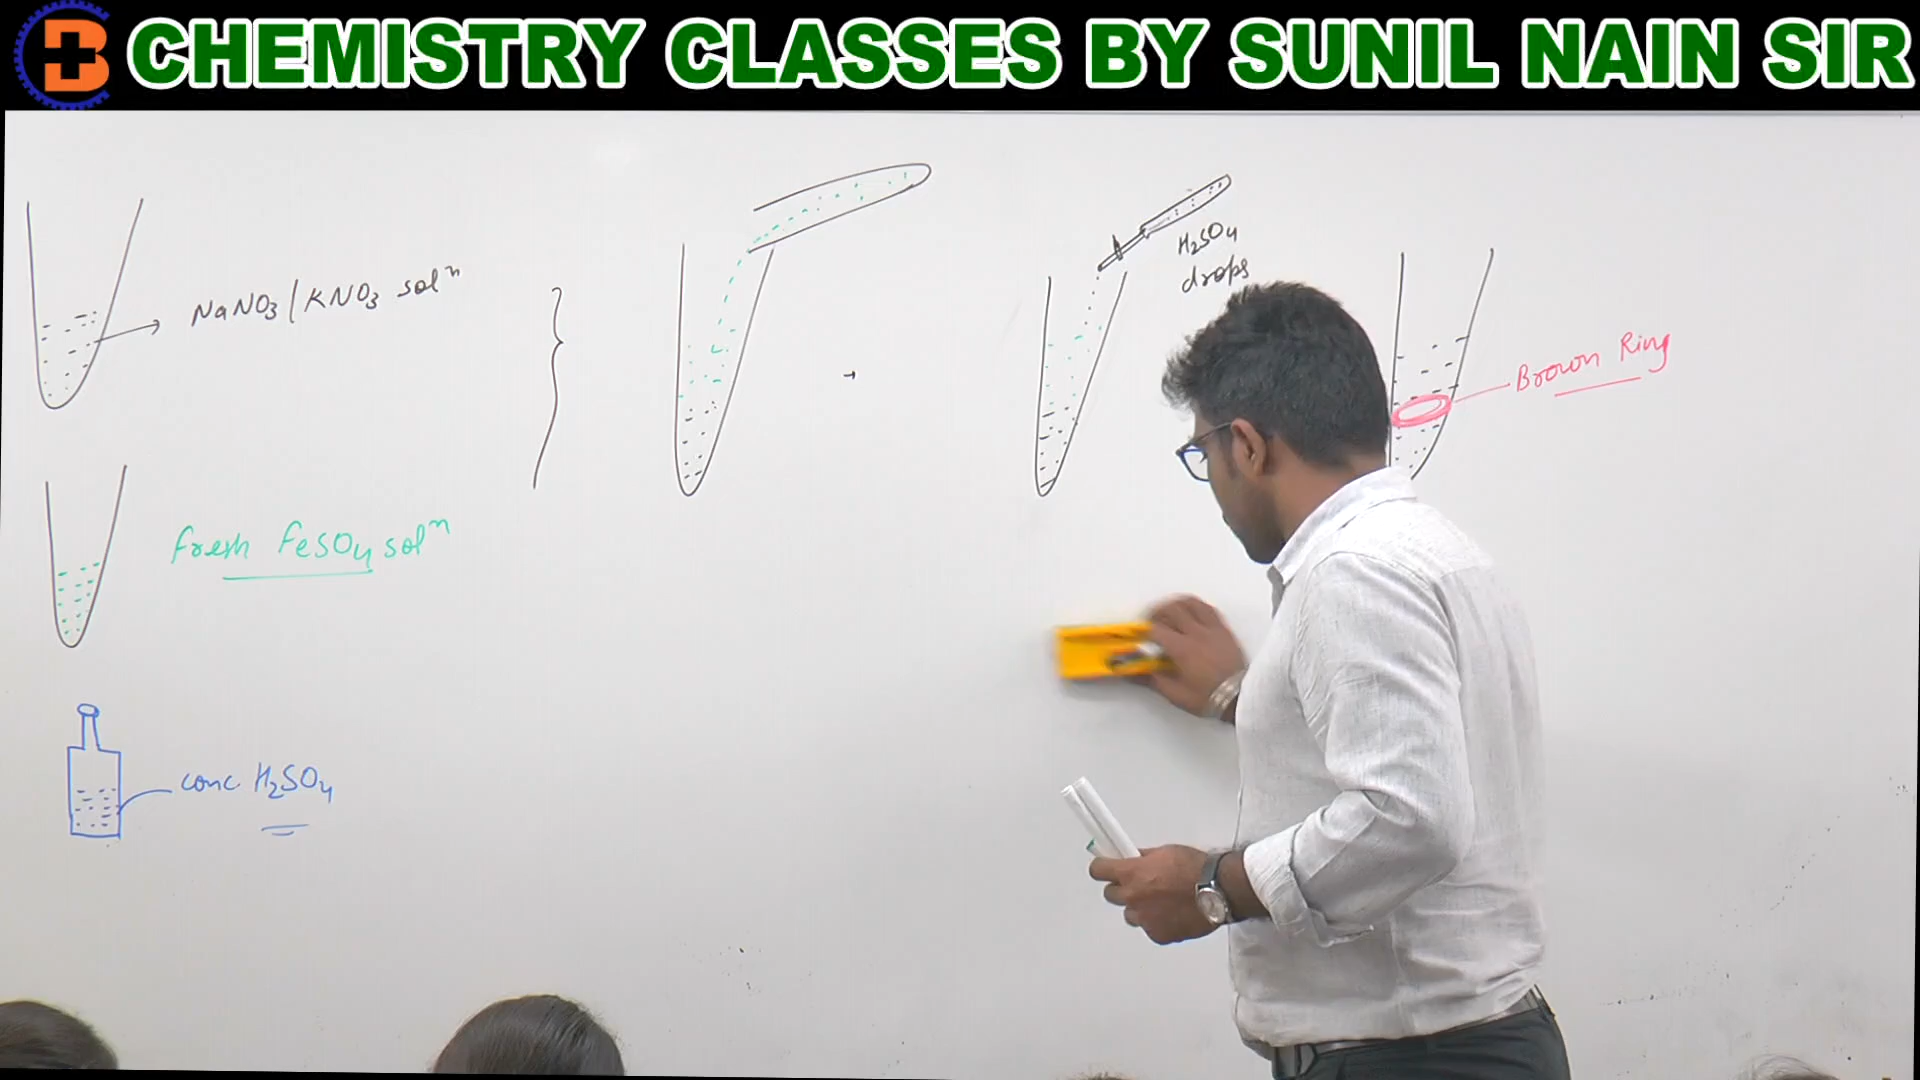 B CHEMISTRY CLASSES BY SUNIL NAIN SIR
NaNO3/KNO3 solⁿ
fresh FeSO4 solⁿ
conc H2SO4
H2SO4
drops
Brown Ring